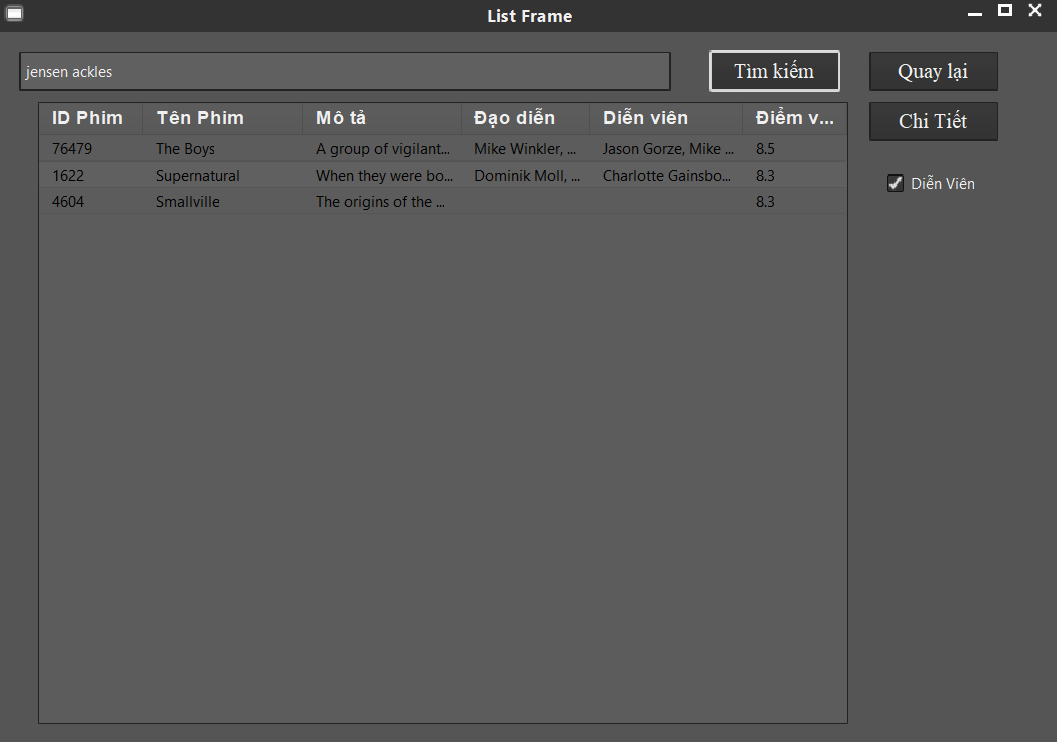 List Frame
jensen ackles
Tìm kiếm
Quay lại
ID Phim Tên Phim Mô tả Đạo diễn Diễn viên Điểm v...
Chi Tiết
76479 The Boys A group of vigilant... Mike Winkler, ... Jason Gorze, Mike ... 8.5
1622 Supernatural When they were bo... Dominik Moll, ... Charlotte Gainsbo... 8.3
Diễn Viên
4604 Smallville The origins of the ... 8.3